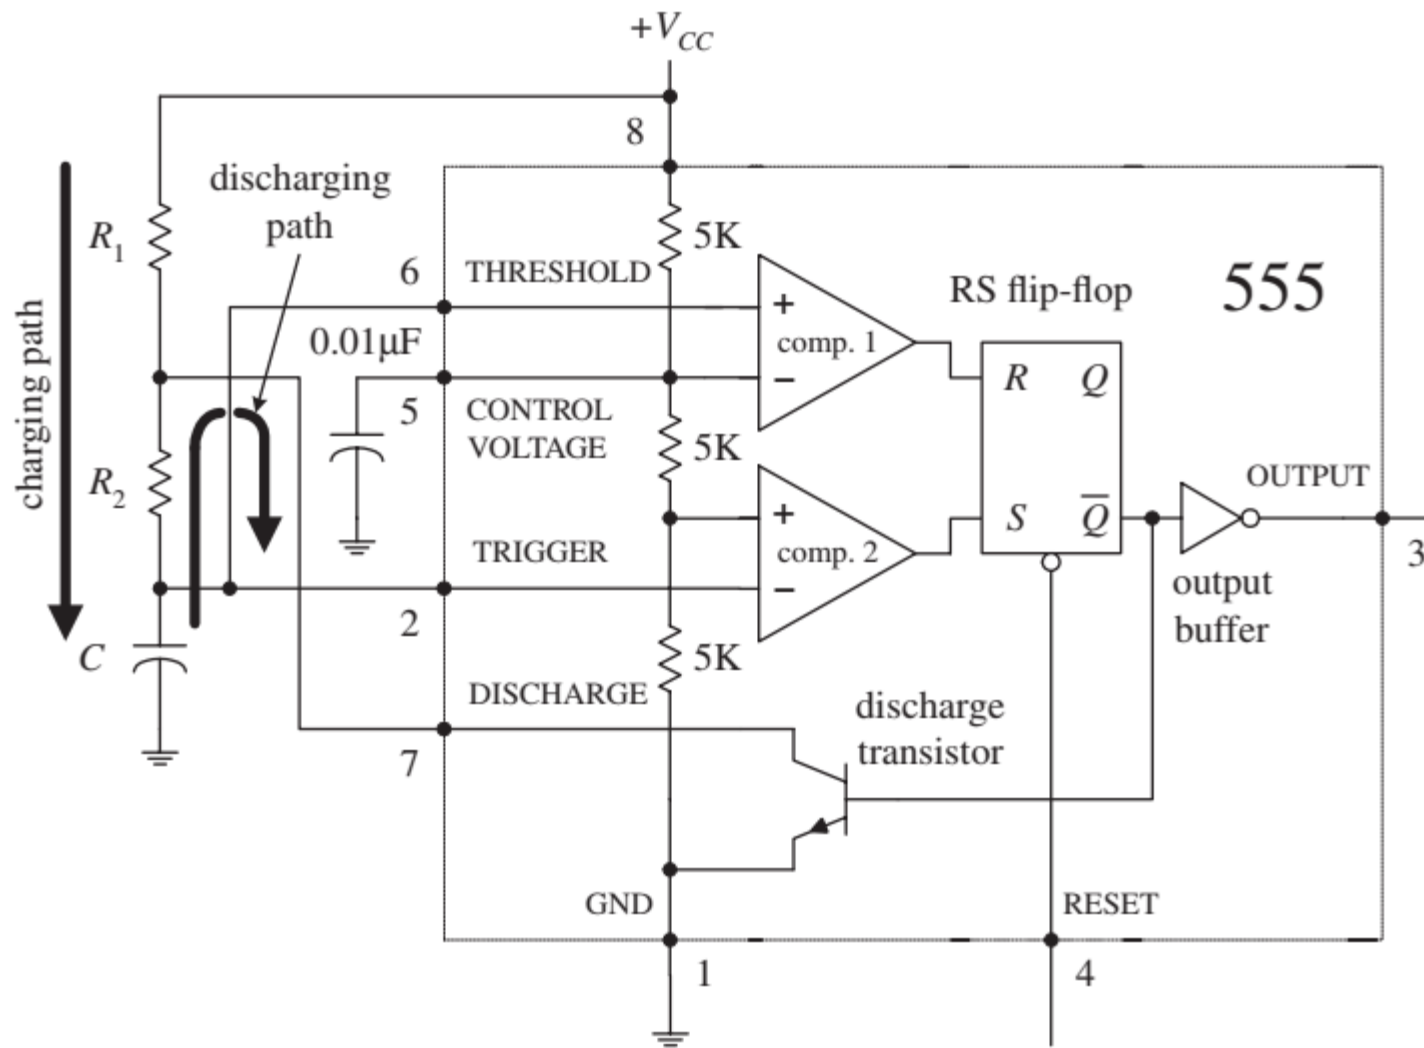 +V_CC
8
discharging
path
R₁
5K
6
THRESHOLD
RS flip-flop
555
+
comp. 1
−
0.01μF
charging path
5
CONTROL
VOLTAGE
R Q
5K
R₂
OUTPUT
+
comp. 2
−
S Q̅
TRIGGER
3
2
output
buffer
C
5K
DISCHARGE
discharge
transistor
7
GND
RESET
1
4